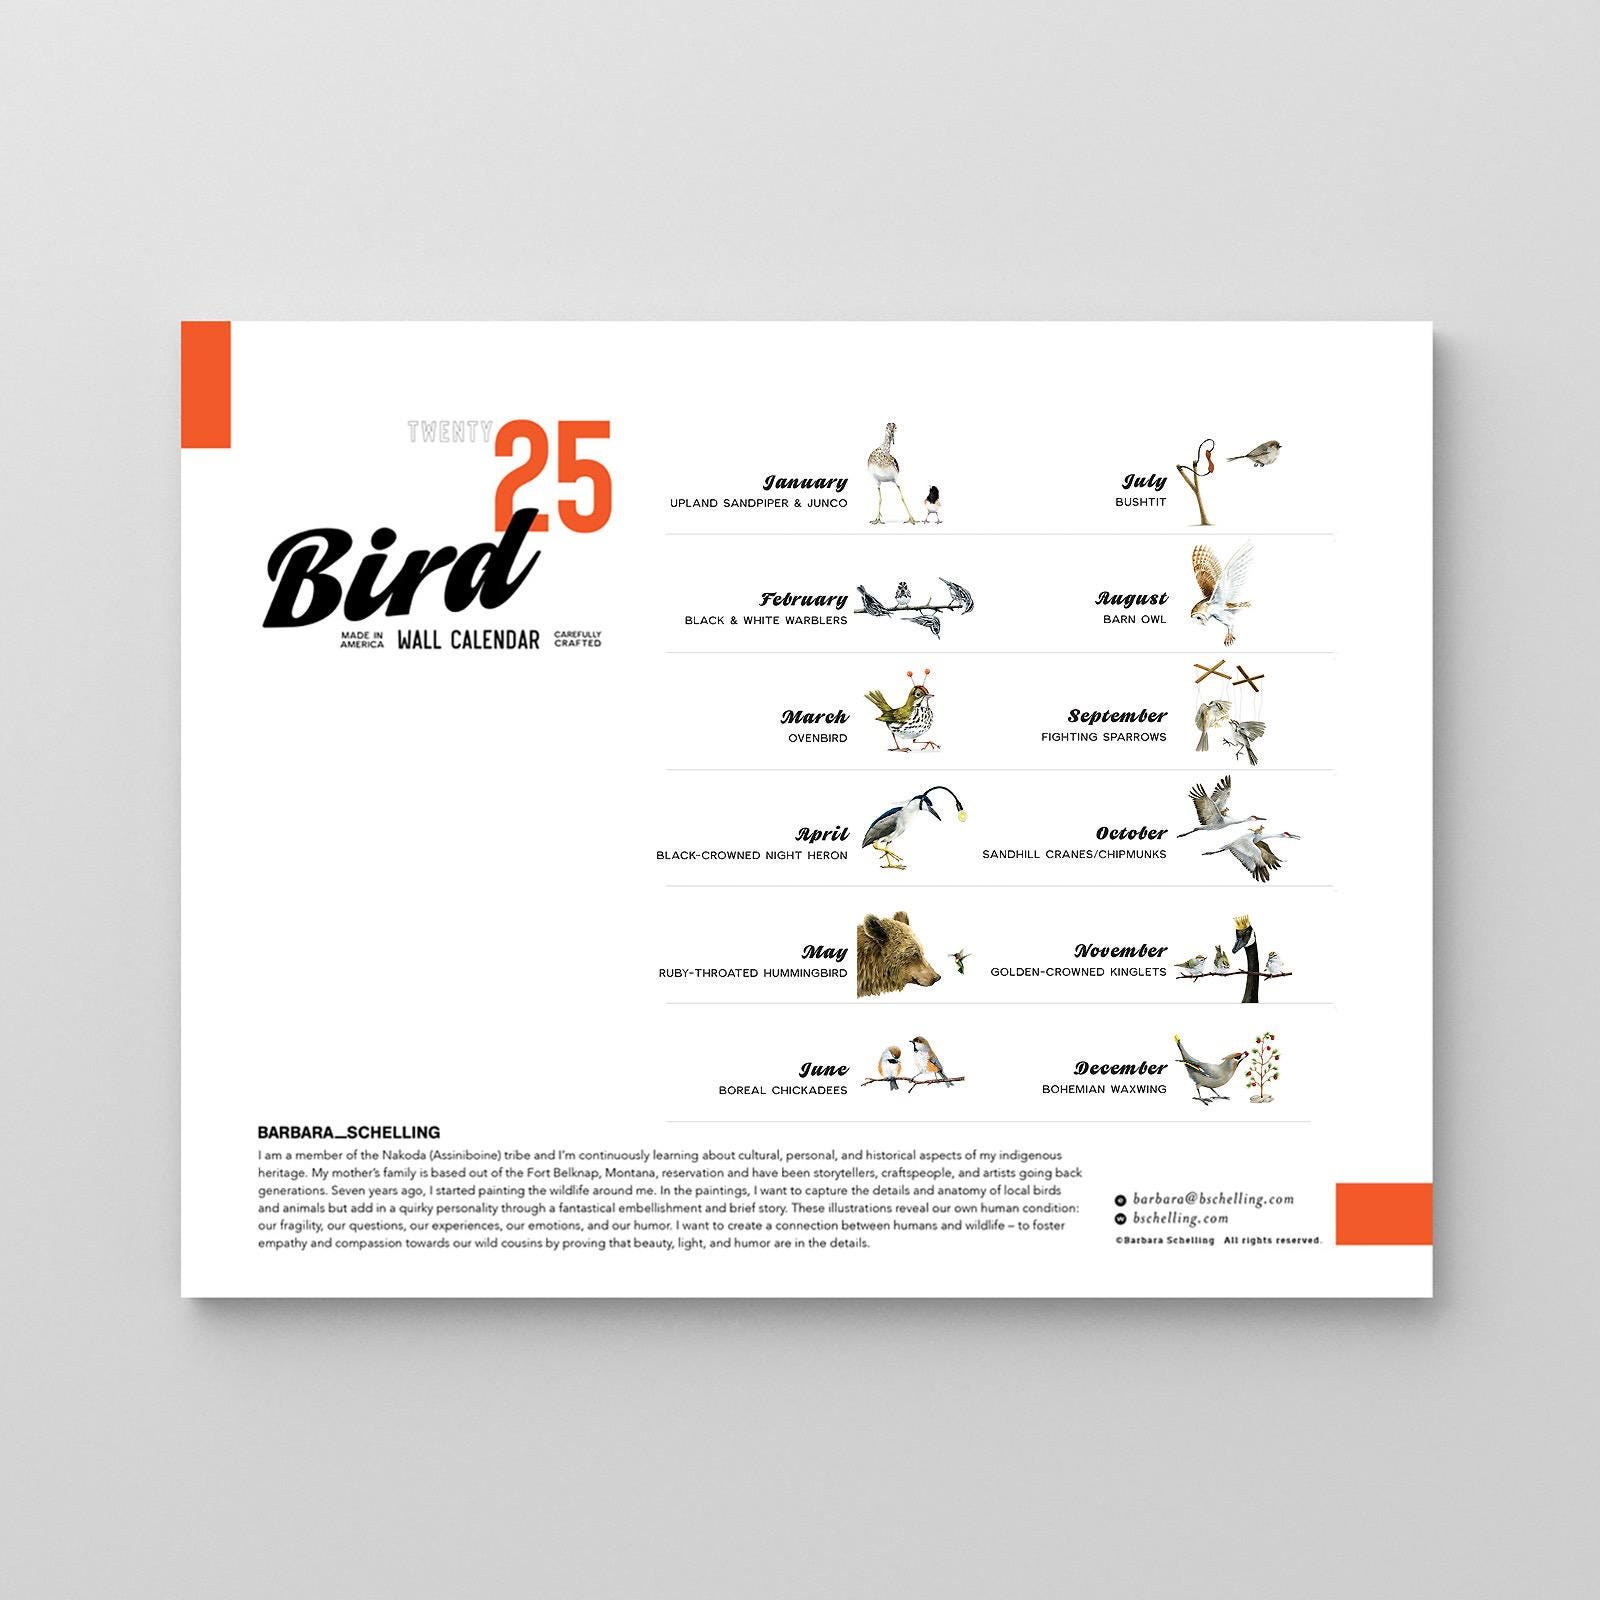 TWENTY
25
Bird
MADE IN
AMERICA
WALL CALENDAR
CAREFULLY
CRAFTED
January
UPLAND SANDPIPER & JUNCO
February
BLACK & WHITE WARBLERS
March
OVENBIRD
April
BLACK-CROWNED NIGHT HERON
May
RUBY-THROATED HUMMINGBIRD
June
BOREAL CHICKADEES
July
BUSHTIT
August
BARN OWL
September
FIGHTING SPARROWS
October
SANDHILL CRANES/CHIPMUNKS
November
GOLDEN-CROWNED KINGLETS
December
BOHEMIAN WAXWING
BARBARA_SCHELLING
I am a member of the Nakoda (Assiniboine) tribe and I'm continuously learning about cultural, personal, and historical aspects of my indigenous
heritage. My mother's family is based out of the Fort Belknap, Montana, reservation and have been storytellers, craftspeople, and artists going back
generations. Seven years ago, I started painting the wildlife around me. In the paintings, I want to capture the details and anatomy of local birds
and animals but add in a quirky personality through a fantastical embellishment and brief story. These illustrations reveal our own human condition:
our fragility, our questions, our experiences, our emotions, and our humor. I want to create a connection between humans and wildlife – to foster
empathy and compassion towards our wild cousins by proving that beauty, light, and humor are in the details.
e barbara@bschelling.com
w bschelling.com
©Barbara Schelling All rights reserved.